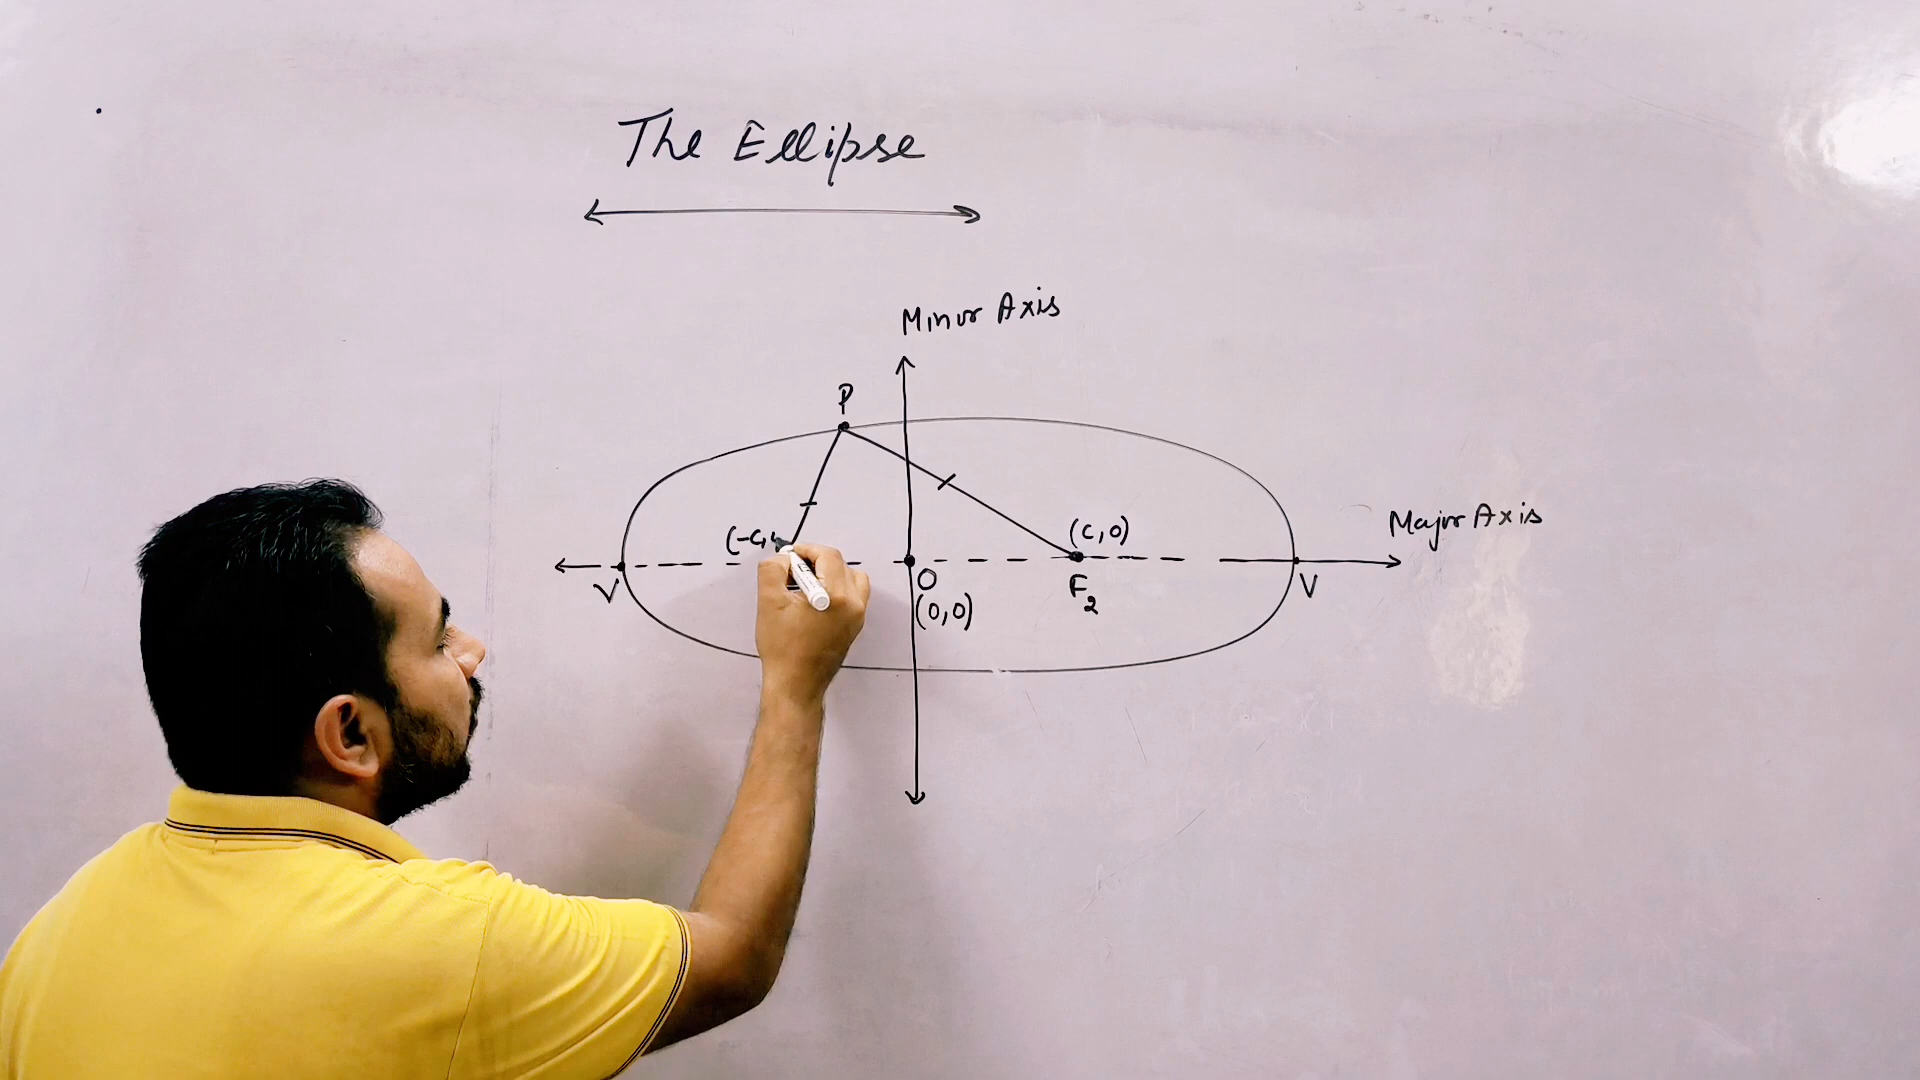 The Ellipse
Minor Axis
P
Major Axis
(c,0)
V
O
F2
V
(0,0)